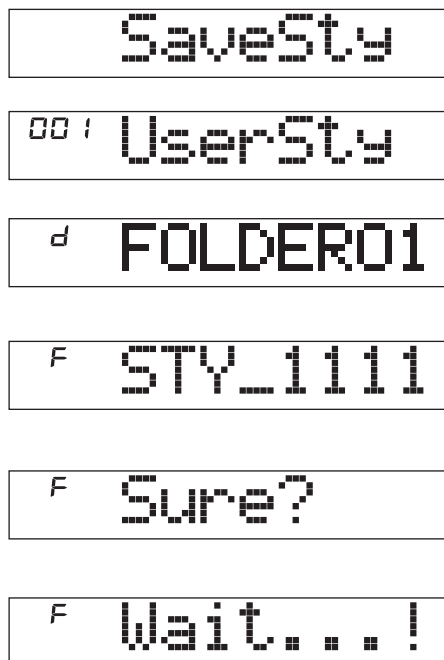 SaveSty
001 UserSty
d FOLDER01
F STY_1111
F Sure?
F Wait...!